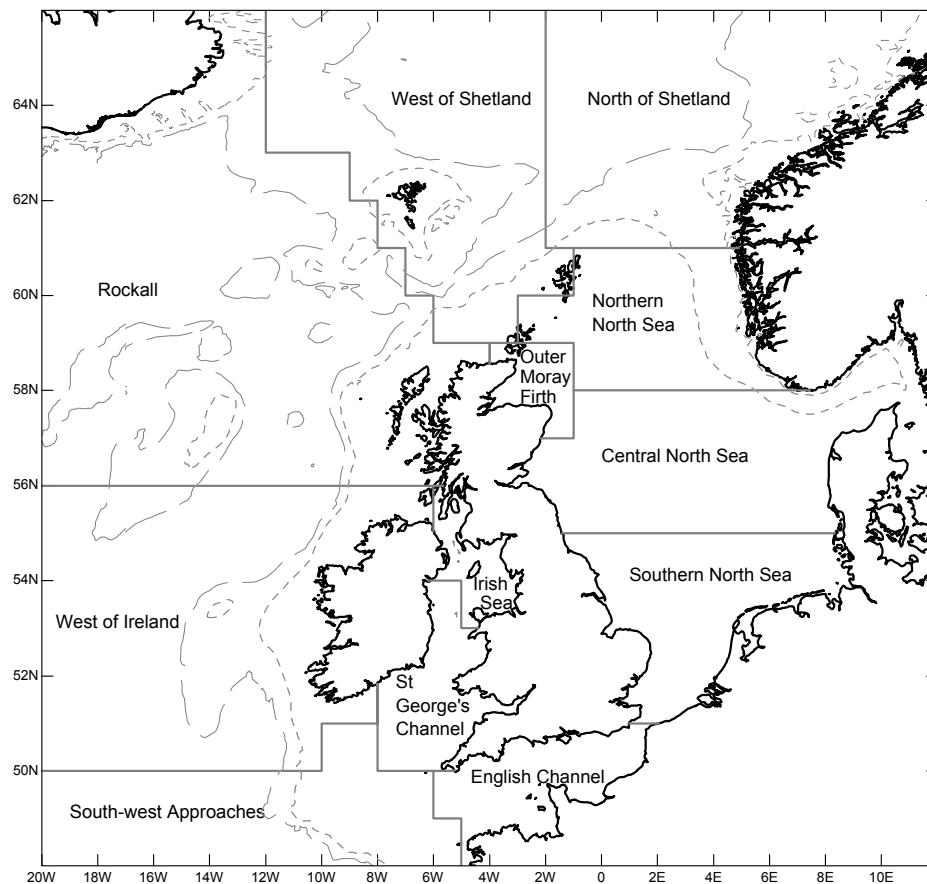 64N
West of Shetland
North of Shetland
62N
60N
Rockall
Northern
North Sea
58N
Outer
Moray
Firth
56N
Central North Sea
54N
Southern North Sea
Irish
Sea
West of Ireland
52N
St
George's
Channel
50N
English Channel
South-west Approaches
20W 18W 16W 14W 12W 10W 8W 6W 4W 2W 0 2E 4E 6E 8E 10E